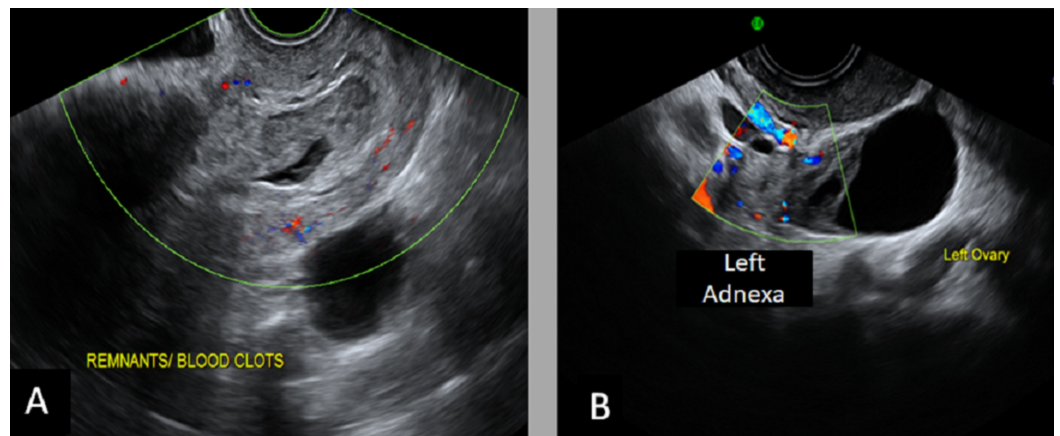 REMNANTS/ BLOOD CLOTS
A
Left
Adnexa
Left Ovary
B